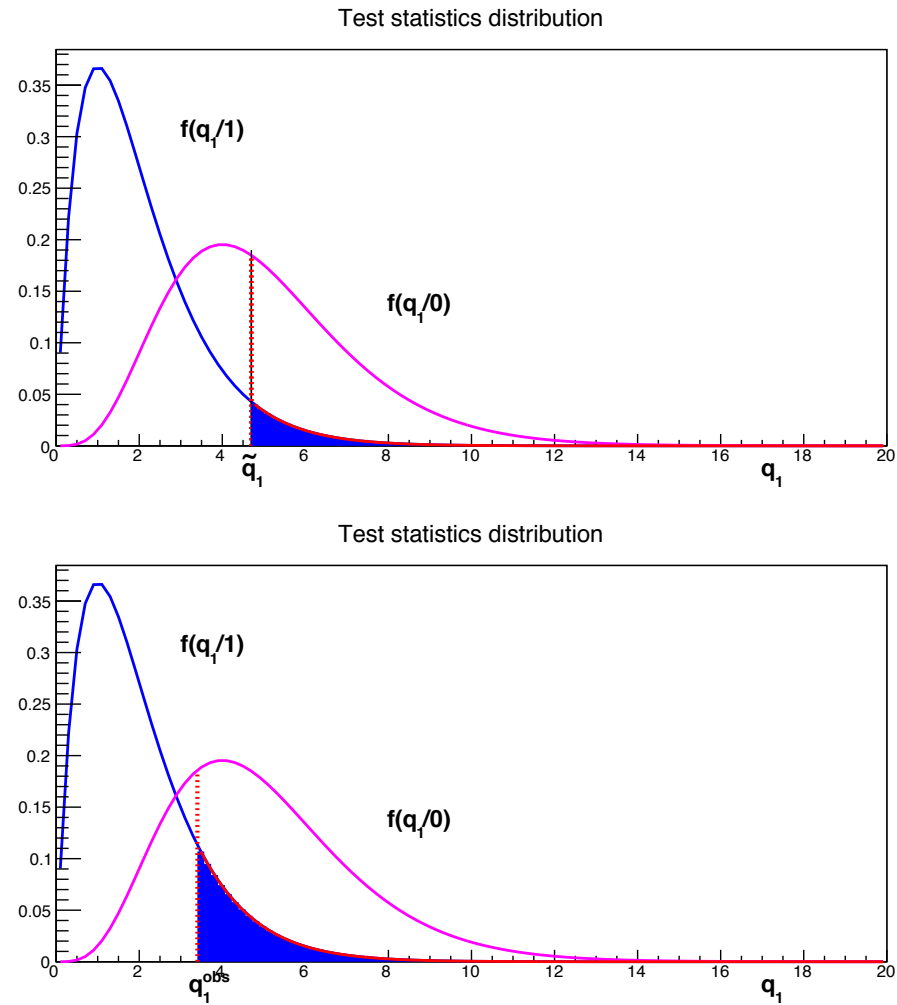 Test statistics distribution
0.35
0.3
0.25
0.2
0.15
0.1
0.05
0
f(q₁/1)
f(q₁/0)
0 2 4 6 8 10 12 14 16 18 20
q̃₁ q₁
Test statistics distribution
0.35
0.3
0.25
0.2
0.15
0.1
0.05
0
f(q₁/1)
f(q₁/0)
0 2 4 6 8 10 12 14 16 18 20
q₁ᵒᵇˢ q₁